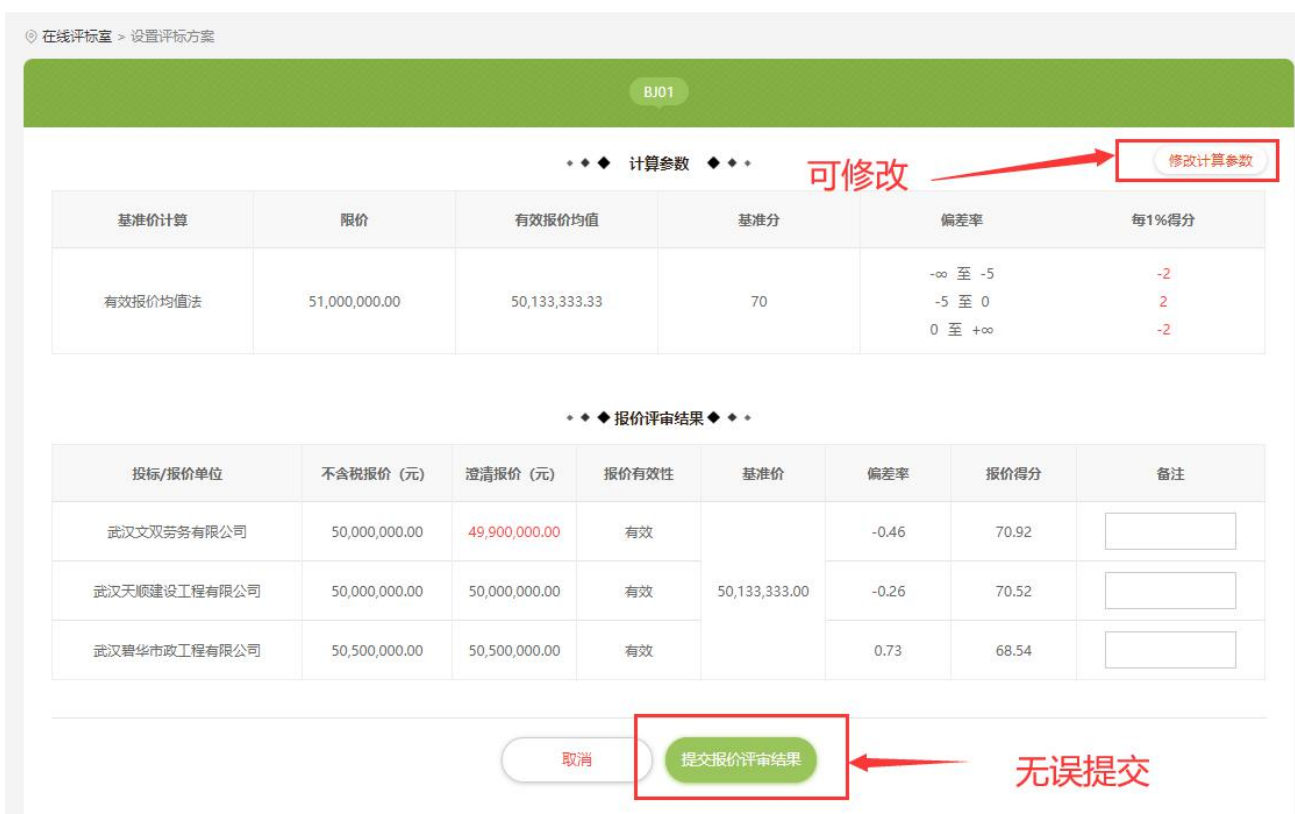 在线评标室 > 设置评标方案
BJ01
计算参数
可修改
修改计算参数
基准价计算 限价 有效报价均值 基准分 偏差率 每1%得分
有效报价均值法 51,000,000.00 50,133,333.33 70
-∞ 至 -5 -2
-5 至 0 2
0 至 +∞ -2
报价评审结果
投标/报价单位 不含税报价（元） 澄清报价（元） 报价有效性 基准价 偏差率 报价得分 备注
武汉文双劳务有限公司 50,000,000.00 49,900,000.00 有效 -0.46 70.92
武汉天顺建设工程有限公司 50,000,000.00 50,000,000.00 有效 50,133,333.00 -0.26 70.52
武汉碧华市政工程有限公司 50,500,000.00 50,500,000.00 有效 0.73 68.54
取消
提交报价评审结果
无误提交